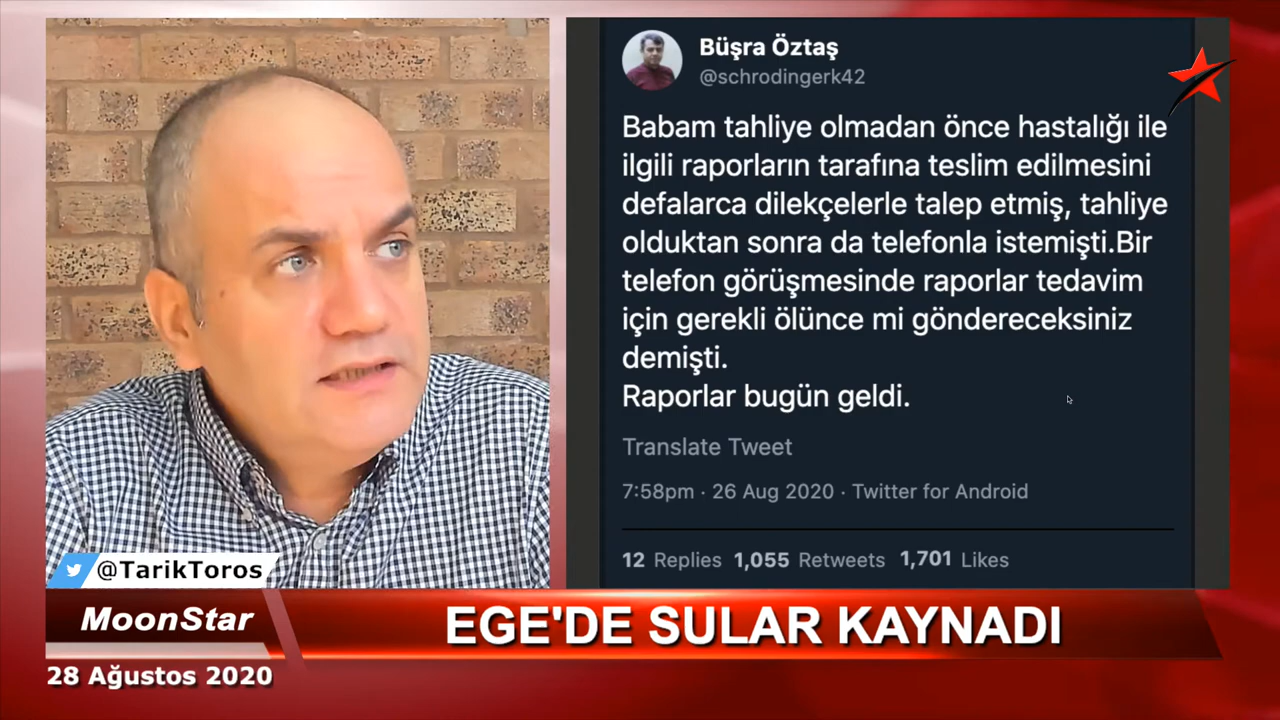 Büşra Öztaş
@schrodingerk42
Babam tahliye olmadan önce hastalığı ile
ilgili raporların tarafına teslim edilmesini
defalarca dilekçelerle talep etmiş, tahliye
olduktan sonra da telefonla istemişti.Bir
telefon görüşmesinde raporlar tedavim
için gerekli ölünce mi göndereceksiniz
demişti.
Raporlar bugün geldi.
Translate Tweet
7:58pm · 26 Aug 2020 · Twitter for Android
12 Replies 1,055 Retweets 1,701 Likes
@TarikToros
MoonStar
EGE'DE SULAR KAYNADI
28 Ağustos 2020